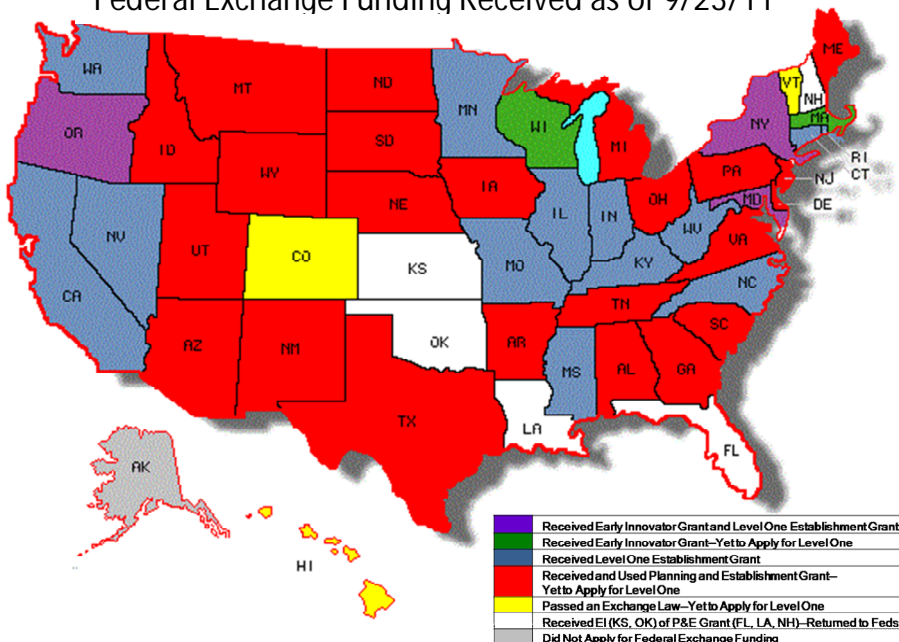 Federal Exchange Funding Received as of 9/23/11
ME
WA
MT
ND
MN
VT
NH
OR
ID
SD
WI
MI
NY
MA
RI
CT
WY
IA
PA
NJ
NE
OH
MD
DE
NV
UT
CO
IL
IN
WV
VA
KS
MO
KY
CA
NC
TN
AZ
NM
OK
AR
SC
MS
AL
GA
TX
LA
FL
AK
HI
Received Early Innovator Grant and Level One Establishment Grant
Received Early Innovator Grant–Yet to Apply for Level One
Received Level One Establishment Grant
Received and Used Planning and Establishment Grant–
Yet to Apply for Level One
Passed an Exchange Law–Yet to Apply for Level One
Received EI (KS, OK) of P&E Grant (FL, LA, NH)–Returned to Feds
Did Not Apply for Federal Exchange Funding